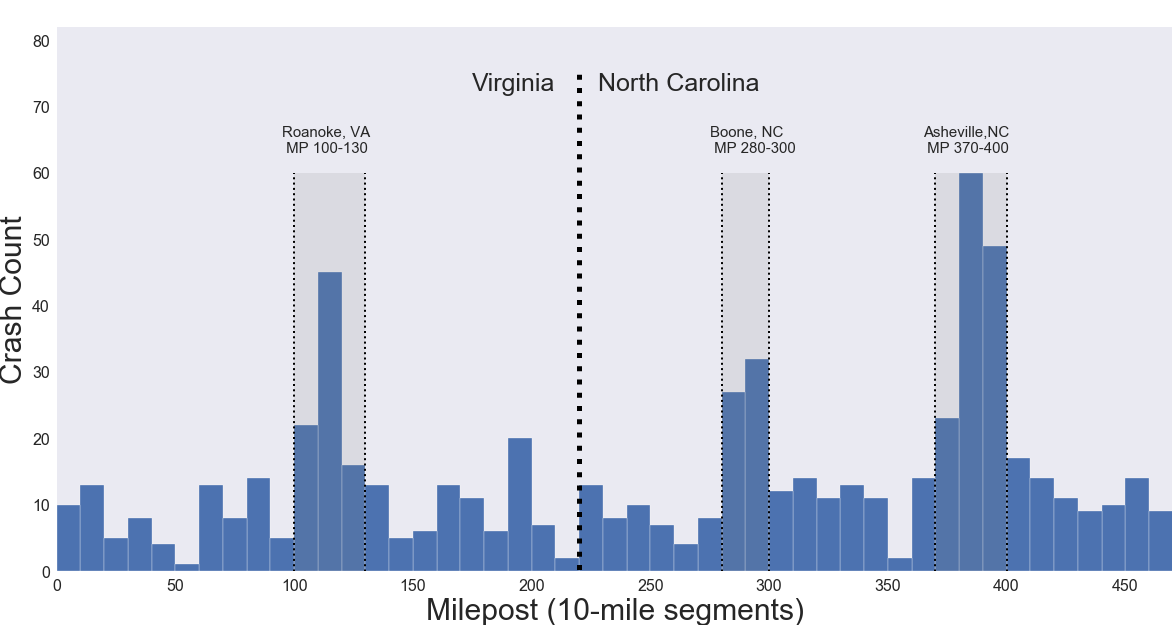 80
Virginia
North Carolina
70
Roanoke, VA
MP 100-130
Boone, NC
MP 280-300
Asheville,NC
MP 370-400
60
50
40
30
20
10
0
Crash Count
0
50
100
150
200
250
300
350
400
450
Milepost (10-mile segments)